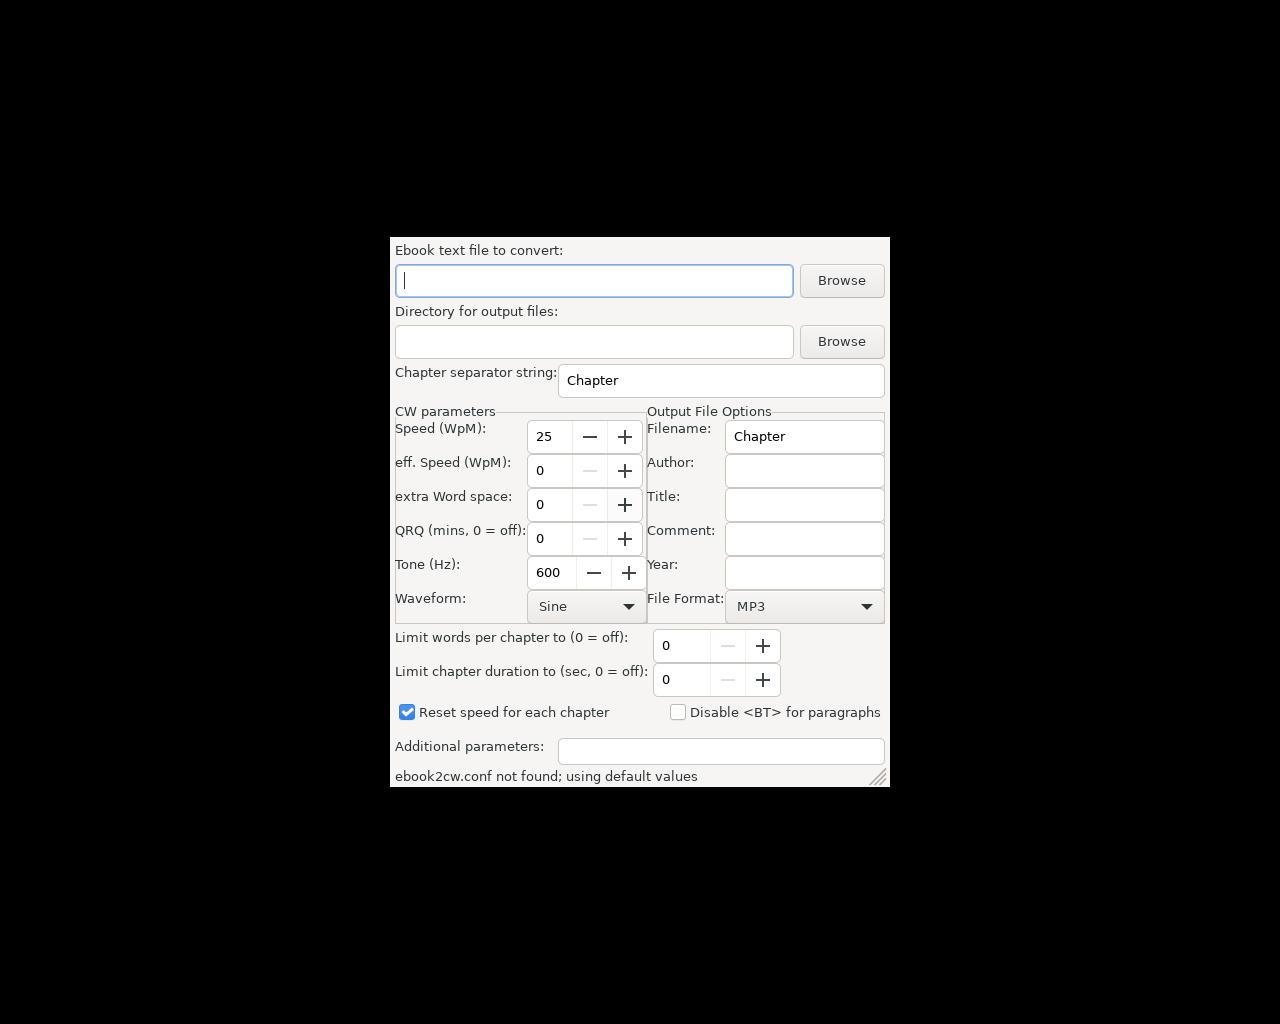 Ebook text file to convert:
Browse
Directory for output files:
Browse
Chapter separator string: Chapter
CW parameters
Speed (WpM): 25
eff. Speed (WpM): 0
extra Word space: 0
QRQ (mins, 0 = off): 0
Tone (Hz): 600
Waveform: Sine
Output File Options
Filename: Chapter
Author:
Title:
Comment:
Year:
File Format: MP3
Limit words per chapter to (0 = off): 0
Limit chapter duration to (sec, 0 = off): 0
Reset speed for each chapter
Disable <BT> for paragraphs
Additional parameters:
ebook2cw.conf not found; using default values